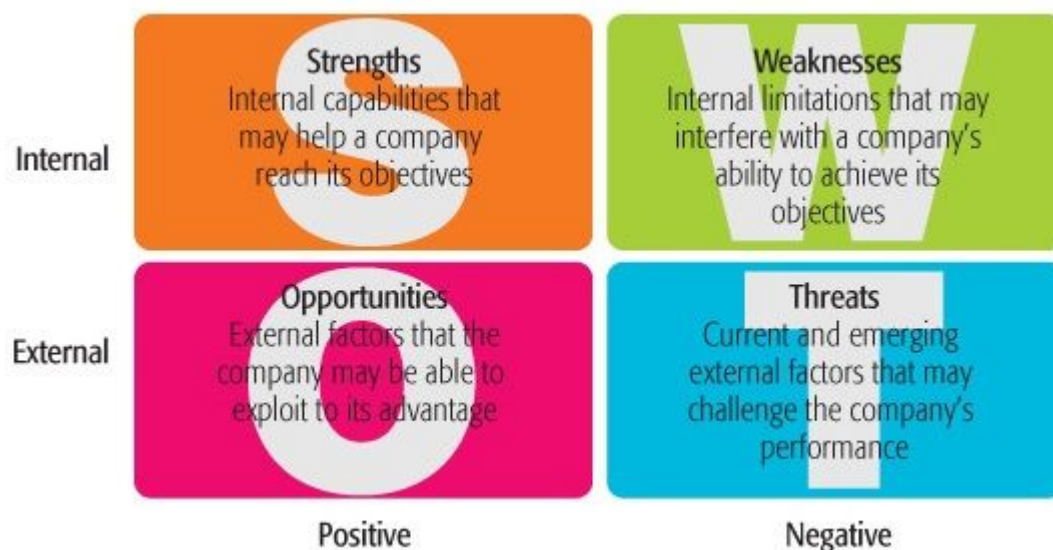 S
Strengths
Internal capabilities that
may help a company
reach its objectives
W
Weaknesses
Internal limitations that may
interfere with a company's
ability to achieve its
objectives
Internal
O
Opportunities
External factors that the
company may be able to
exploit to its advantage
T
Threats
Current and emerging
external factors that may
challenge the company's
performance
External
Positive
Negative